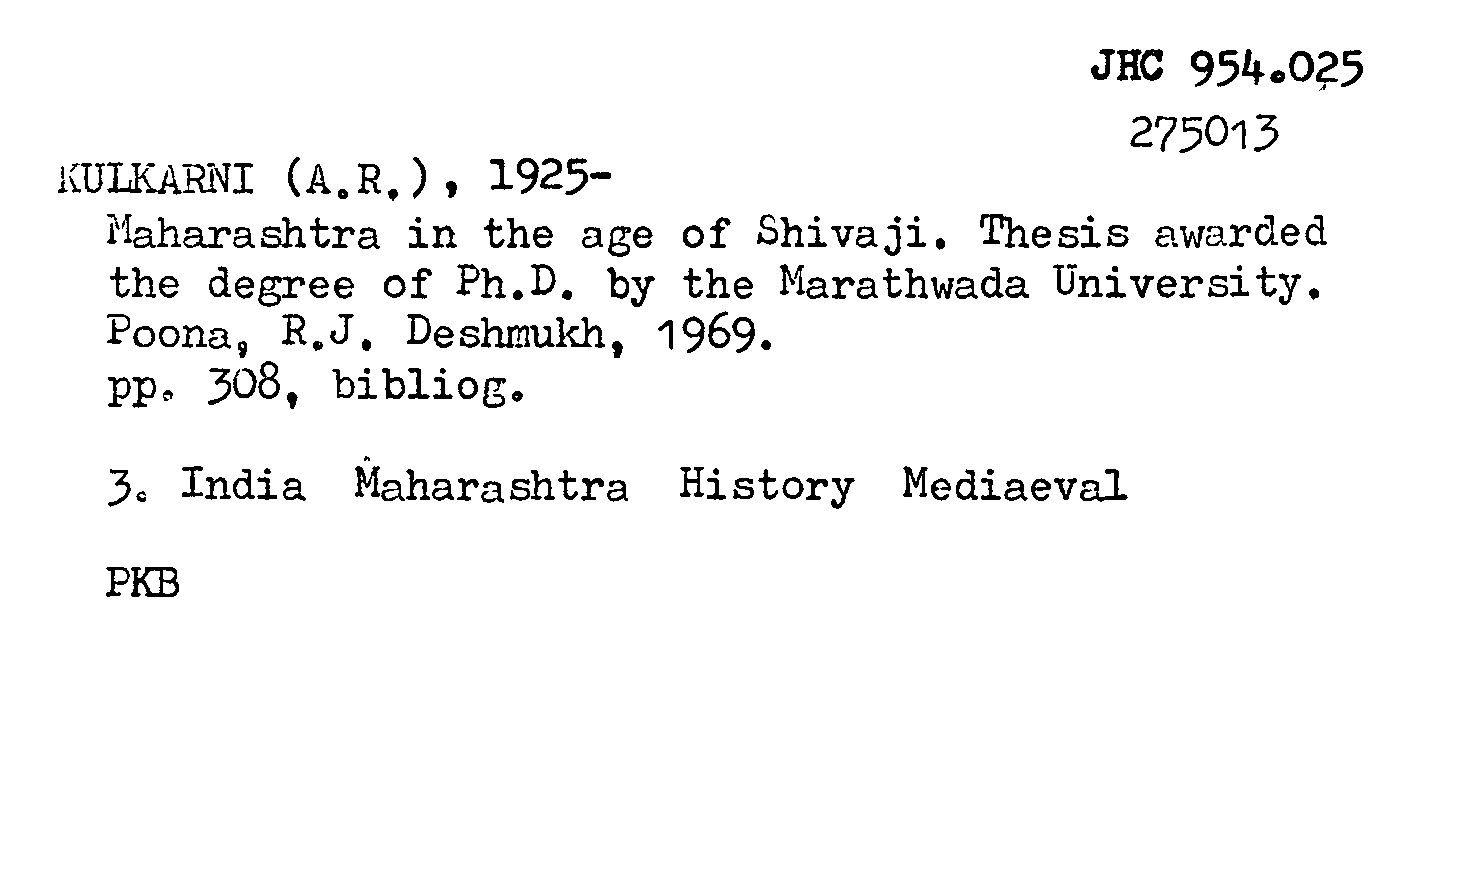 JHC 954.025
275013
KULKARNI (A.R.), 1925-
Maharashtra in the age of Shivaji. Thesis awarded
the degree of Ph.D. by the Marathwada University.
Poona, R.J. Deshmukh, 1969.
pp. 308, bibliog.
3. India Maharashtra History Mediaeval
PKB